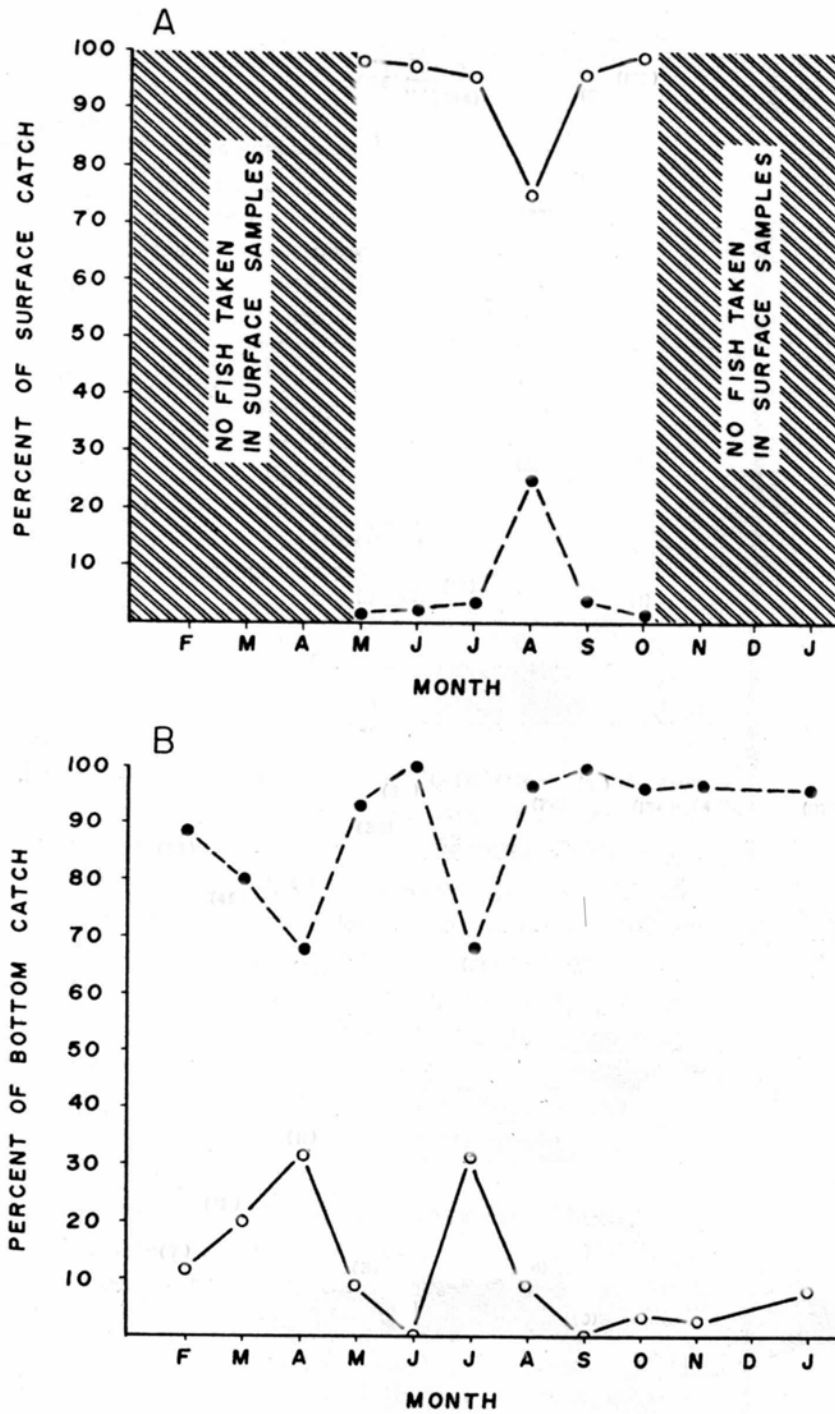 A
PERCENT OF SURFACE CATCH
100
90
80
70
60
50
40
30
20
10
NO FISH TAKEN
IN SURFACE SAMPLES
NO FISH TAKEN
IN SURFACE SAMPLES
F M A M J J A S O N D J
MONTH
B
PERCENT OF BOTTOM CATCH
100
90
80
70
60
50
40
30
20
10
F M A M J J A S O N D J
MONTH